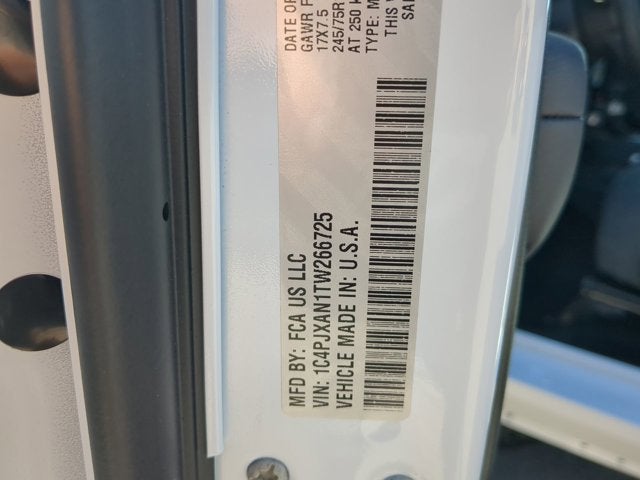 DATE OF
GAWR F
17X7.5
245/75R
AT 250 K
TYPE: M
THIS V
SAF
MFD BY: FCA US LLC
VIN: 1C4PJXAN1TW266725
VEHICLE MADE IN: U.S.A.